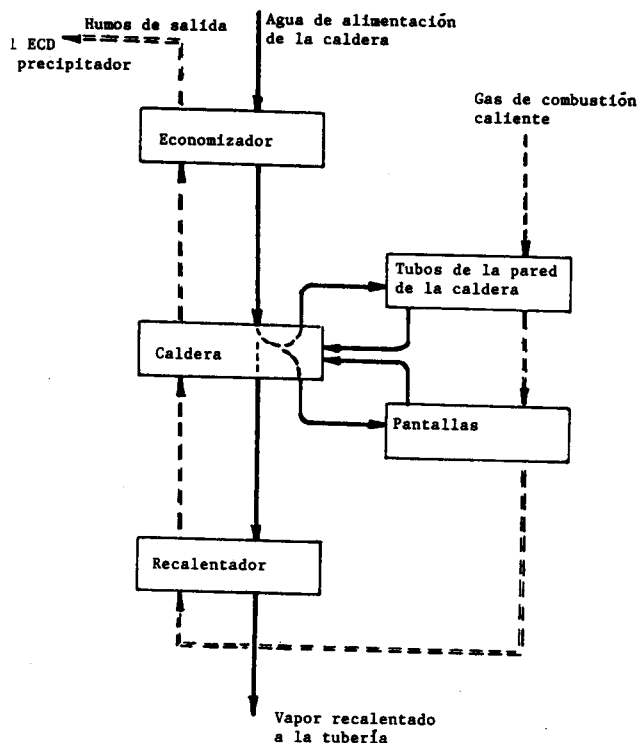 Humos de salida
l ECD
precipitador
Agua de alimentación
de la caldera
Gas de combustión
caliente
Economizador
Tubos de la pared
de la caldera
Caldera
Pantallas
Recalentador
Vapor recalentado
a la tubería